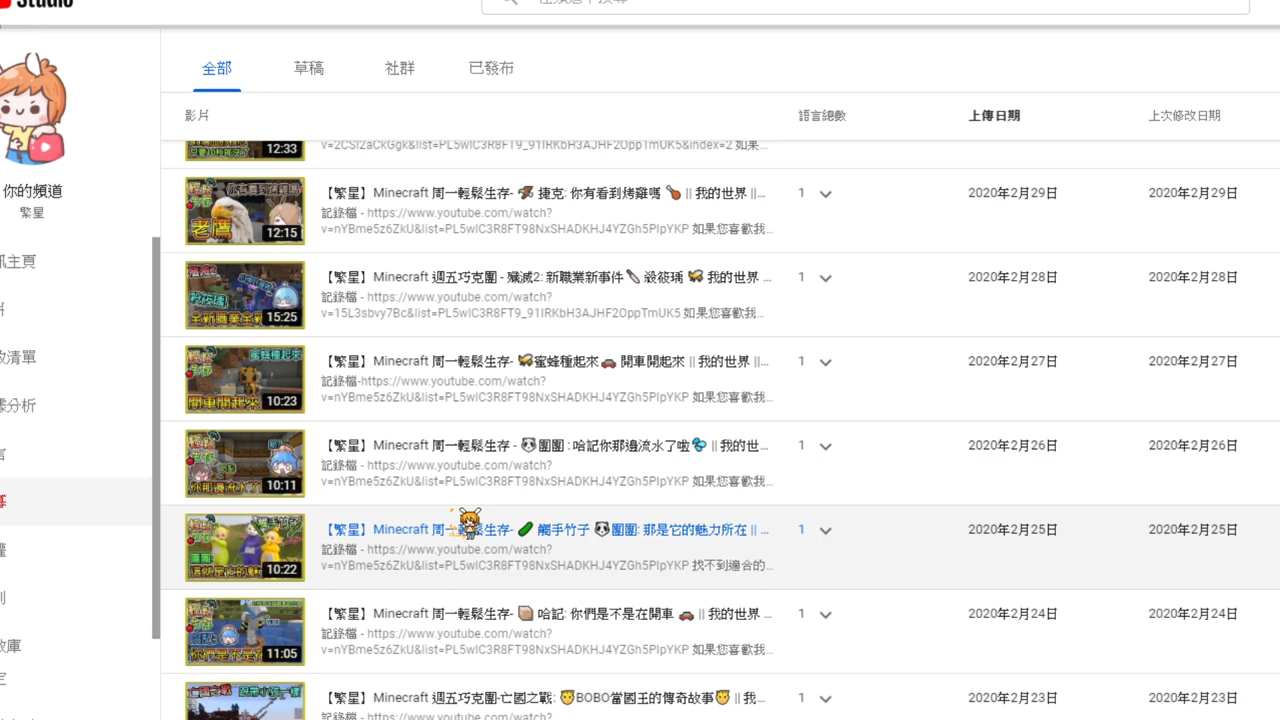 Studio
全部
草稿
社群
已發布
影片
語言總數
上傳日期
上次修改日期
你的頻道
繁星
12:33
v=2CSI2aCkGgk&list=PL5wIC3R8FT9_91IRKbH3AJHF2OppTmUK5&index=2 如果...
12:15
【繁星】Minecraft 周一輕鬆生存- 🦅 捷克: 你有看到烤雞嗎 🍗 || 我的世界 ||...
1
2020年2月29日
2020年2月29日
記錄檔 - https://www.youtube.com/watch?
v=nYBme5z6ZkU&list=PL5wIC3R8FT98NxSHADKHJ4YZGh5PIpYKP 如果您喜歡我...
15:25
【繁星】Minecraft 週五巧克團 - 殲滅2: 新職業新事件🔪 殺筱瑀 🐝 我的世界 ...
1
2020年2月28日
2020年2月28日
記錄檔 - https://www.youtube.com/watch?
v=15L3sbvy7Bc&list=PL5wIC3R8FT9_91IRKbH3AJHF2OppTmUK5 如果您喜歡我...
10:23
【繁星】Minecraft 周一輕鬆生存- 🐝蜜蜂種起來🚗 開車開起來 || 我的世界 ||...
1
2020年2月27日
2020年2月27日
記錄檔-https://www.youtube.com/watch?
v=nYBme5z6ZkU&list=PL5wIC3R8FT98NxSHADKHJ4YZGh5PIpYKP 如果您喜歡我...
10:11
【繁星】Minecraft 周一輕鬆生存 - 🐼團團 : 哈記你那邊流水了啦💦 || 我的世...
1
2020年2月26日
2020年2月26日
記錄檔 - https://www.youtube.com/watch?
v=nYBme5z6ZkU&list=PL5wIC3R8FT98NxSHADKHJ4YZGh5PIpYKP 如果您喜歡我...
10:22
【繁星】Minecraft 周一輕鬆生存- 🥒 觸手竹子 🐼團團: 那是它的魅力所在 || ...
1
2020年2月25日
2020年2月25日
記錄檔 - https://www.youtube.com/watch?
v=nYBme5z6ZkU&list=PL5wIC3R8FT98NxSHADKHJ4YZGh5PIpYKP 找不到適合的...
11:05
【繁星】Minecraft 周一輕鬆生存- 🍞 哈記: 你們是不是在開車 🚗 || 我的世界 ...
1
2020年2月24日
2020年2月24日
記錄檔 - https://www.youtube.com/watch?
v=nYBme5z6ZkU&list=PL5wIC3R8FT98NxSHADKHJ4YZGh5PIpYKP 如果您喜歡我...
【繁星】Minecraft 週五巧克團-亡國之戰: 🤴BOBO當國王的傳奇故事🤴 || 我...
1
2020年2月23日
2020年2月23日